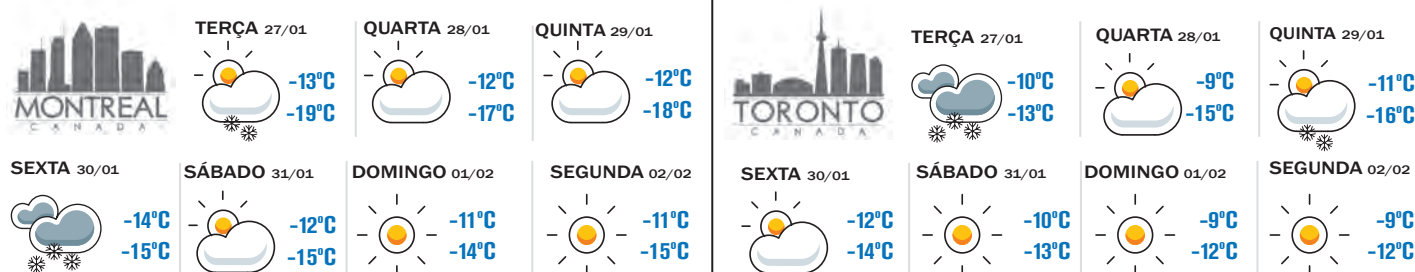 MONTREAL
CANADA
TERÇA 27/01
-13ºC
-19ºC
QUARTA 28/01
-12ºC
-17ºC
QUINTA 29/01
-12ºC
-18ºC
SEXTA 30/01
-14ºC
-15ºC
SÁBADO 31/01
-12ºC
-15ºC
DOMINGO 01/02
-11ºC
-14ºC
SEGUNDA 02/02
-11ºC
-15ºC
TORONTO
CANADA
TERÇA 27/01
-10ºC
-13ºC
QUARTA 28/01
-9ºC
-15ºC
QUINTA 29/01
-11ºC
-16ºC
SEXTA 30/01
-12ºC
-14ºC
SÁBADO 31/01
-10ºC
-13ºC
DOMINGO 01/02
-9ºC
-12ºC
SEGUNDA 02/02
-9ºC
-12ºC